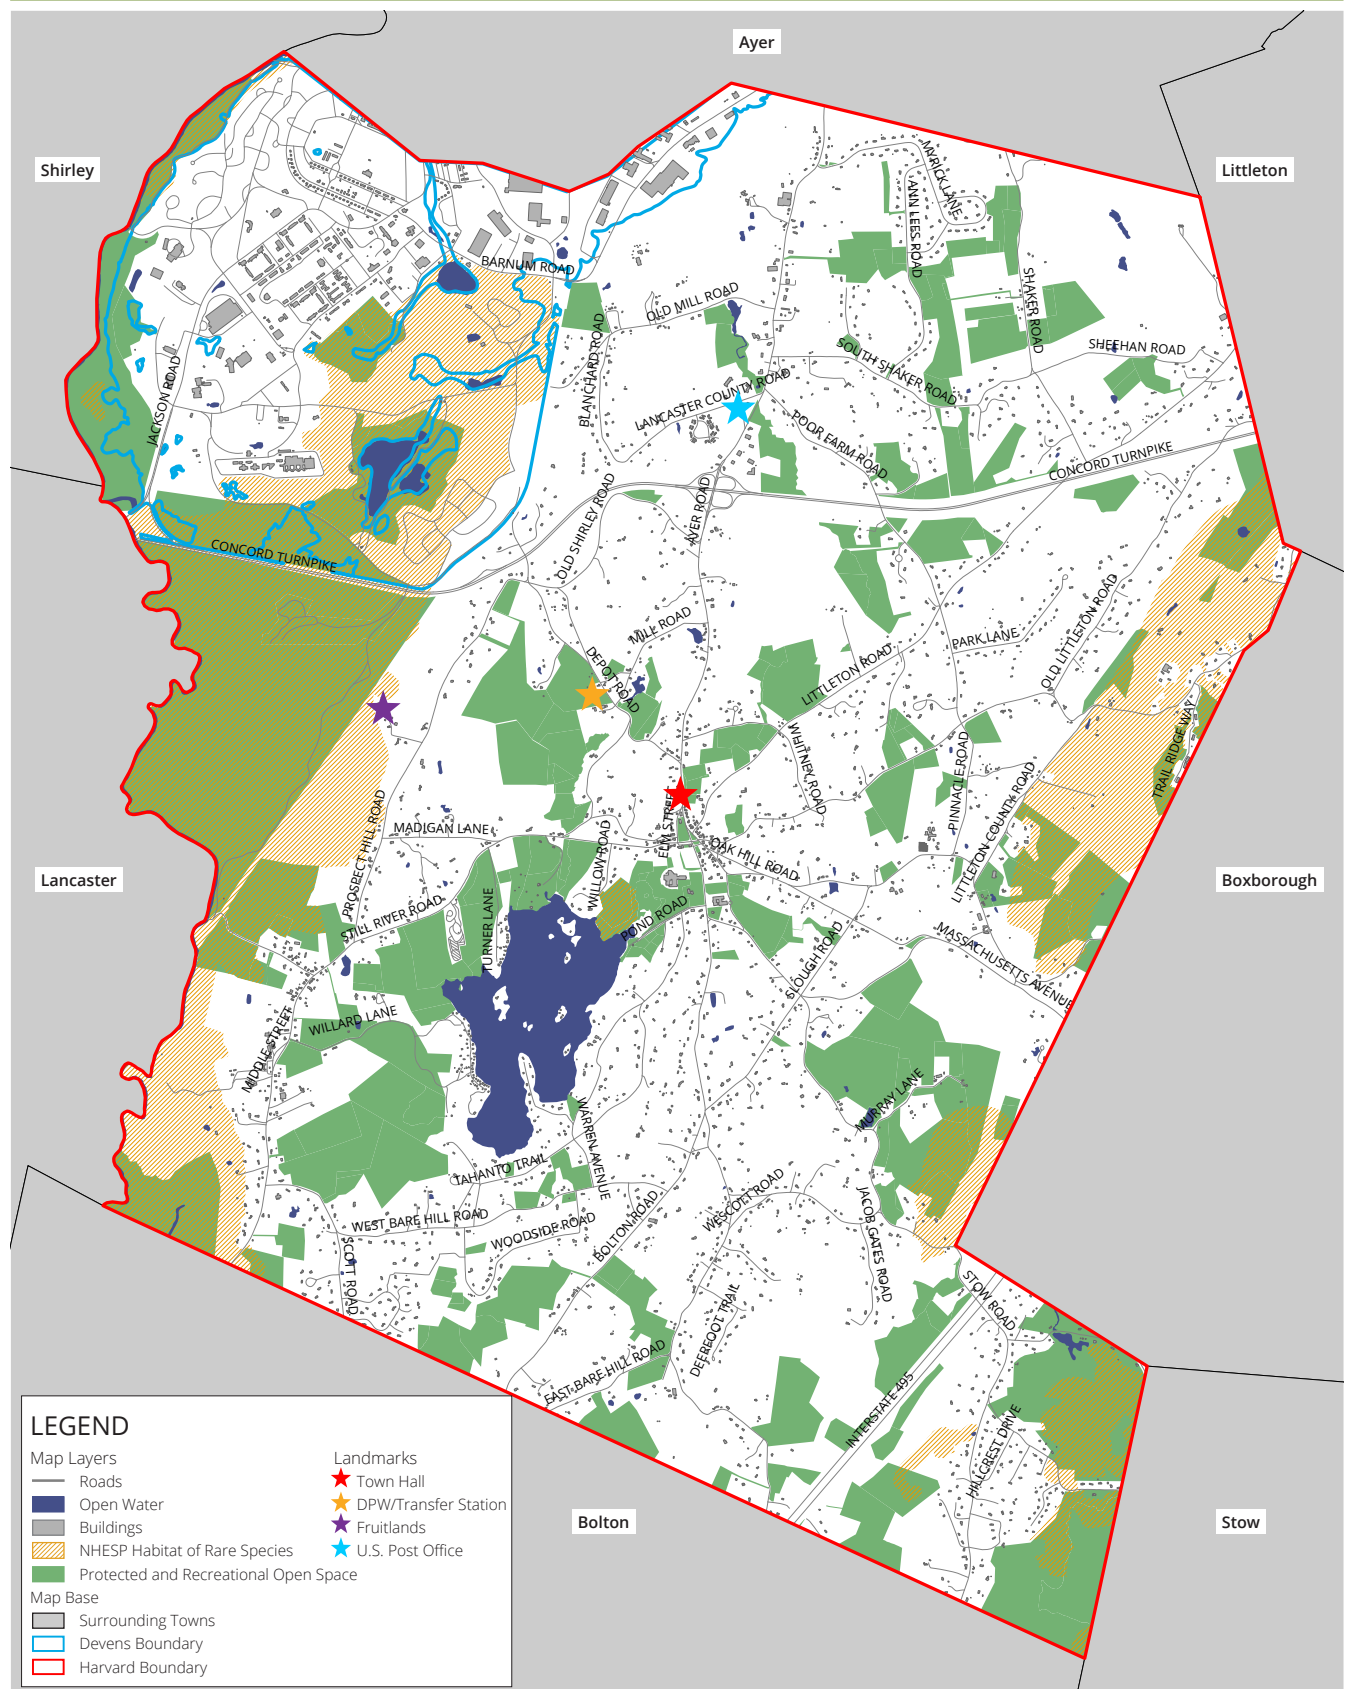 Ayer
Shirley
Littleton
MYRICK LANE
ANN LEES ROAD
BARNUM ROAD
SHAKER ROAD
OLD MILL ROAD
BLANCHARD ROAD
SOUTH SHAKER ROAD
SHEEHAN ROAD
JACKSON ROAD
LANCASTER COUNTY ROAD
POOR FARM ROAD
CONCORD TURNPIKE
AYER ROAD
OLD SHIRLEY ROAD
CONCORD TURNPIKE
MILL ROAD
PARK LANE
OLD LITTLETON ROAD
DEPOT ROAD
LITTLETON ROAD
TRAIL RIDGE WAY
WHITNEY ROAD
PINNACLE ROAD
LITTLETON COUNTY ROAD
PROSPECT HILL ROAD
MADIGAN LANE
WILLOW ROAD
ELM STREE
OAK HILL ROAD
Lancaster
Boxborough
STILL RIVER ROAD
TURNER LANE
POND ROAD
SLOUGH ROAD
MASSACHUSETTS AVENUE
WILLARD LANE
MIDDLE STREET
MURRAY LANE
WARREN AVENUE
TAHANTO TRAIL
WEST BARE HILL ROAD
WOODSIDE ROAD
BOLTON ROAD
WESCOTT ROAD
JACOB GATES ROAD
SCOTT ROAD
STOW ROAD
DEERFOOT TRAIL
EAST BARE HILL ROAD
INTERSTATE 495
HILLCREST DRIVE
Bolton
Stow
LEGEND
Map Layers
Roads
Open Water
Buildings
NHESP Habitat of Rare Species
Protected and Recreational Open Space
Map Base
Surrounding Towns
Devens Boundary
Harvard Boundary
Landmarks
Town Hall
DPW/Transfer Station
Fruitlands
U.S. Post Office